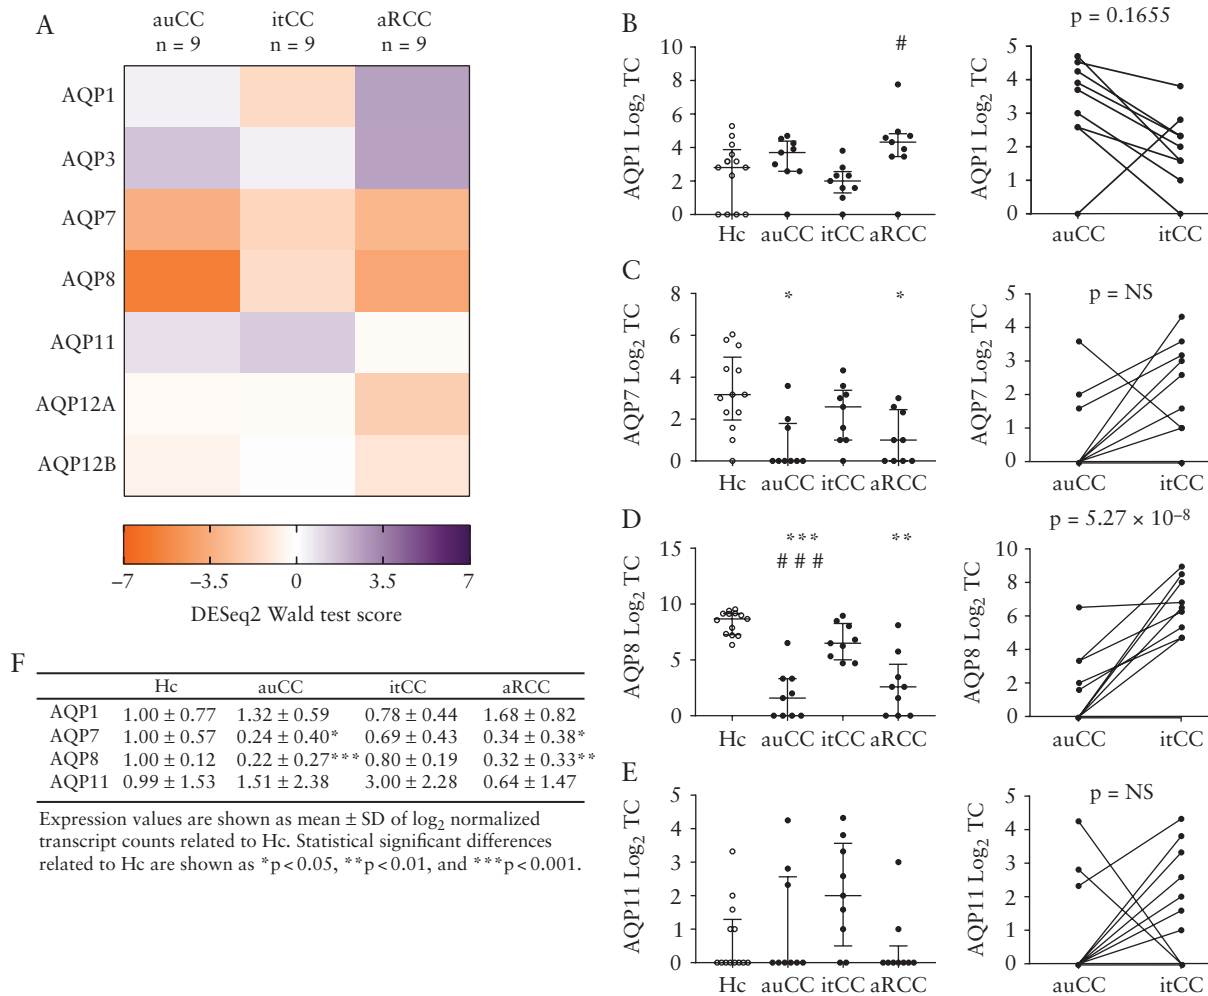 A
auCC
n = 9
itCC
n = 9
aRCC
n = 9
AQP1
AQP3
AQP7
AQP8
AQP11
AQP12A
AQP12B
−7
−3.5
0
3.5
7
DESeq2 Wald test score
B
AQP1 Log₂ TC
10
8
6
4
2
0
#
Hc
auCC
itCC
aRCC
p = 0.1655
AQP1 Log₂ TC
5
4
3
2
1
0
auCC
itCC
C
AQP7 Log₂ TC
8
6
4
2
0
*
*
Hc
auCC
itCC
aRCC
p = NS
AQP7 Log₂ TC
5
4
3
2
1
0
auCC
itCC
D
AQP8 Log₂ TC
15
10
5
0
***
# # #
**
Hc
auCC
itCC
aRCC
p = 5.27 × 10⁻⁸
AQP8 Log₂ TC
10
8
6
4
2
0
auCC
itCC
E
AQP11 Log₂ TC
5
4
3
2
1
0
Hc
auCC
itCC
aRCC
p = NS
AQP11 Log₂ TC
5
4
3
2
1
0
auCC
itCC
F
Hc auCC itCC aRCC
AQP1 1.00 ± 0.77 1.32 ± 0.59 0.78 ± 0.44 1.68 ± 0.82
AQP7 1.00 ± 0.57 0.24 ± 0.40* 0.69 ± 0.43 0.34 ± 0.38*
AQP8 1.00 ± 0.12 0.22 ± 0.27*** 0.80 ± 0.19 0.32 ± 0.33**
AQP11 0.99 ± 1.53 1.51 ± 2.38 3.00 ± 2.28 0.64 ± 1.47
Expression values are shown as mean ± SD of log₂ normalized
transcript counts related to Hc. Statistical significant differences
related to Hc are shown as *p<0.05, **p<0.01, and ***p<0.001.